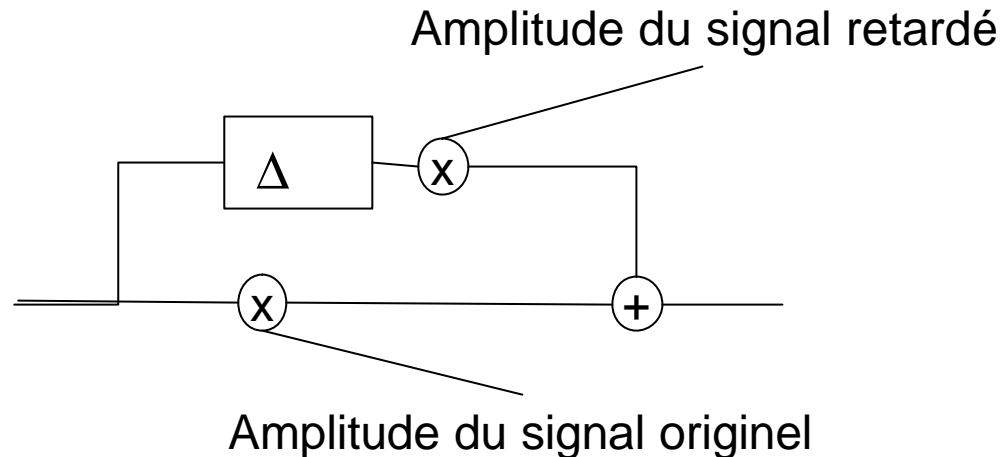 Amplitude du signal retardé
Δ
x
x
+
Amplitude du signal originel